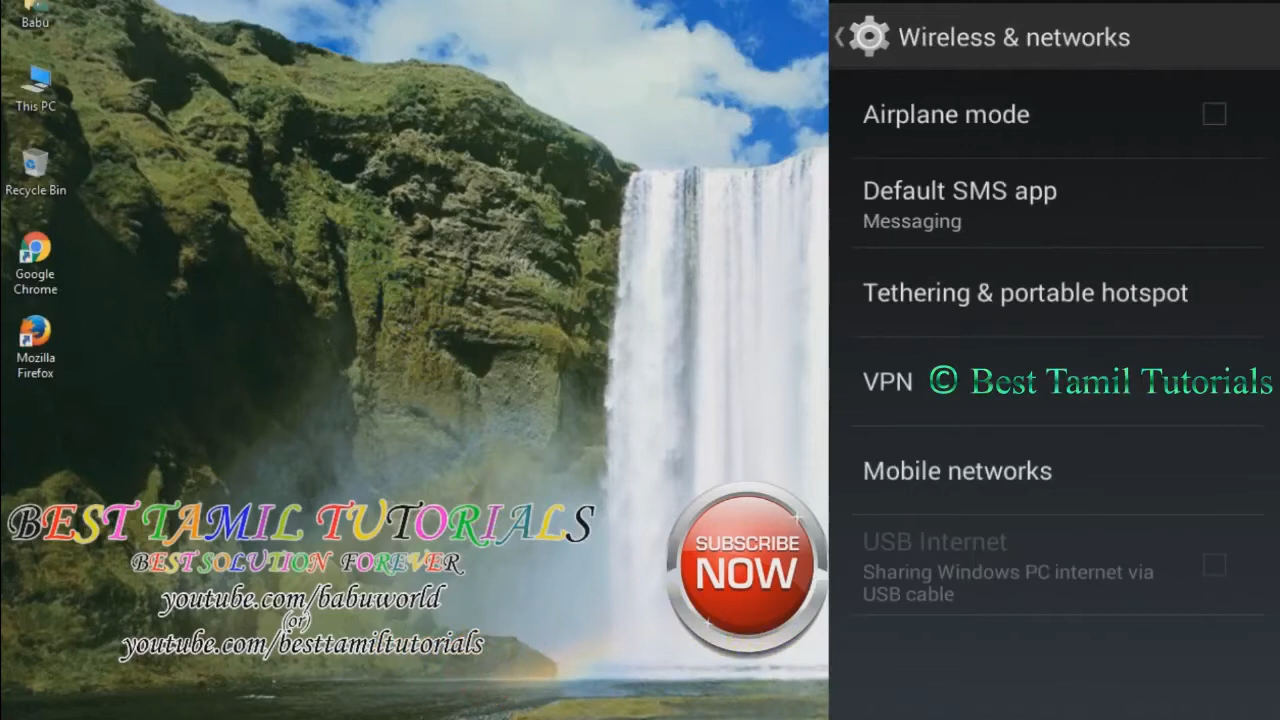 Babu
This PC
Recycle Bin
Google
Chrome
Mozilla
Firefox
BEST TAMIL TUTORIALS
BEST SOLUTION FOREVER
youtube.com/babuworld
(or)
youtube.com/besttamiltutorials
SUBSCRIBE
NOW
Wireless & networks
Airplane mode
Default SMS app
Messaging
Tethering & portable hotspot
VPN
© Best Tamil Tutorials
Mobile networks
USB Internet
Sharing Windows PC internet via
USB cable